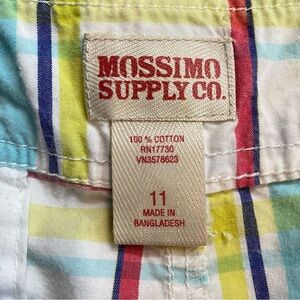 MOSSIMO
SUPPLY CO.
100 % COTTON
RN17730
VN3578623
11
MADE IN
BANGLADESH